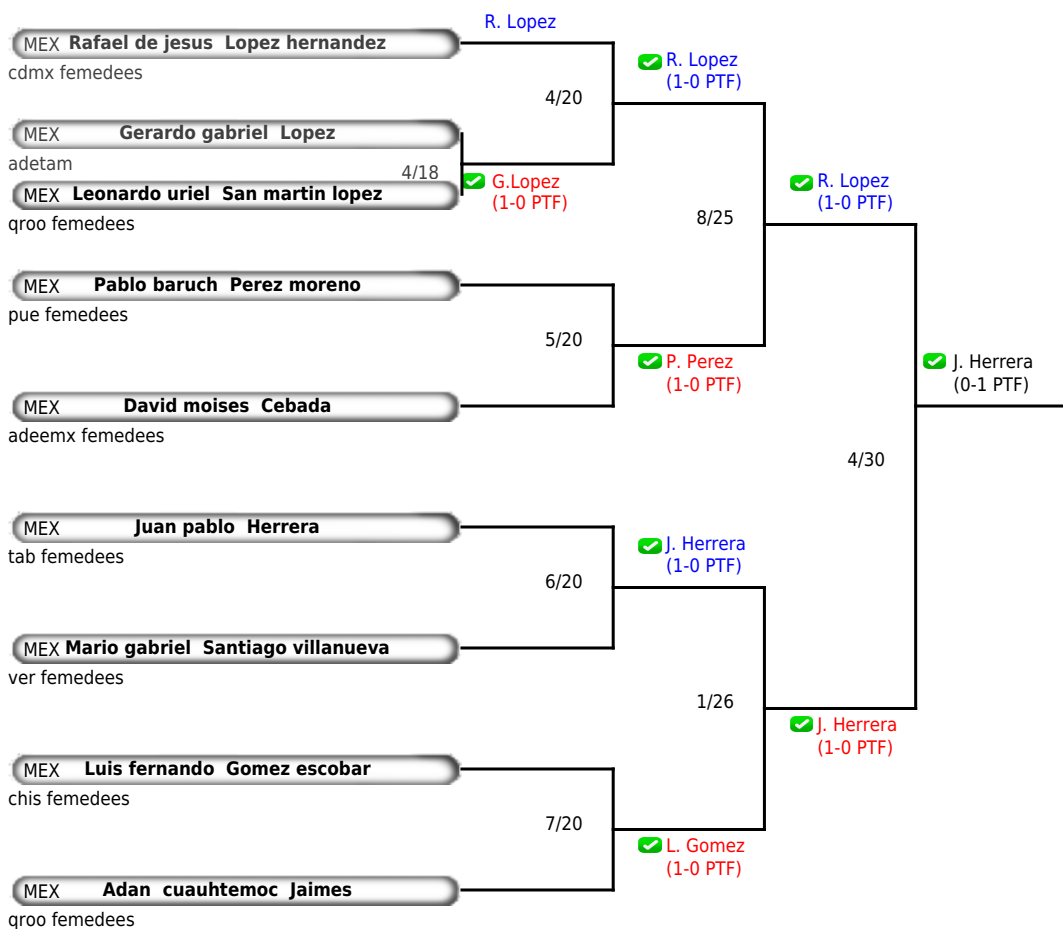 R. Lopez
MEX Rafael de jesus Lopez hernandez
cdmx femedees
R. Lopez
(1-0 PTF)
4/20
MEX Gerardo gabriel Lopez
adetam
4/18
G.Lopez
(1-0 PTF)
MEX Leonardo uriel San martin lopez
qroo femedees
R. Lopez
(1-0 PTF)
8/25
MEX Pablo baruch Perez moreno
pue femedees
5/20
P. Perez
(1-0 PTF)
J. Herrera
(0-1 PTF)
MEX David moises Cebada
adeemx femedees
4/30
MEX Juan pablo Herrera
tab femedees
J. Herrera
(1-0 PTF)
6/20
MEX Mario gabriel Santiago villanueva
ver femedees
1/26
J. Herrera
(1-0 PTF)
MEX Luis fernando Gomez escobar
chis femedees
7/20
L. Gomez
(1-0 PTF)
MEX Adan cuauhtemoc Jaimes
qroo femedees